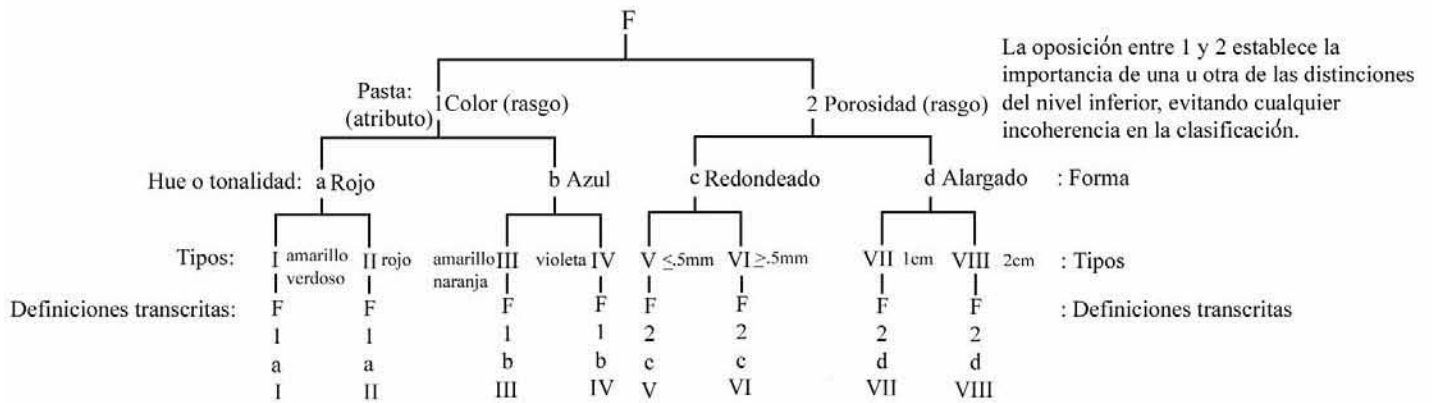 F
La oposición entre 1 y 2 establece la
importancia de una u otra de las distinciones
del nivel inferior, evitando cualquier
incoherencia en la clasificación.
Pasta:
(atributo)
1 Color (rasgo)
2 Porosidad (rasgo)
Hue o tonalidad: a Rojo b Azul c Redondeado d Alargado : Forma
Tipos: I amarillo II rojo amarillo III violeta IV V ≤.5mm VI ≥.5mm VII 1cm VIII 2cm : Tipos
verdoso naranja
Definiciones transcritas: F F F F F F F F : Definiciones transcritas
1 1 1 1 2 2 2 2
a a b b c c d d
I II III IV V VI VII VIII